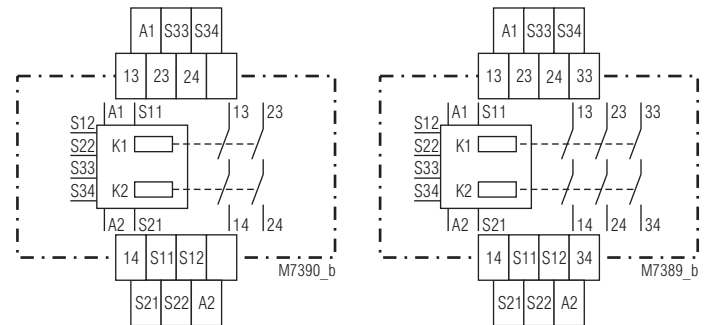 A1 S33 S34
13 23 24
A1 S11 13 23
S12
S22 K1
S33
S34 K2
A2 S21 14 24
14 S11 S12
M7390_b
S21 S22 A2
A1 S33 S34
13 23 24 33
A1 S11 13 23 33
S12
S22 K1
S33
S34 K2
A2 S21 14 24 34
14 S11 S12 34
M7389_b
S21 S22 A2